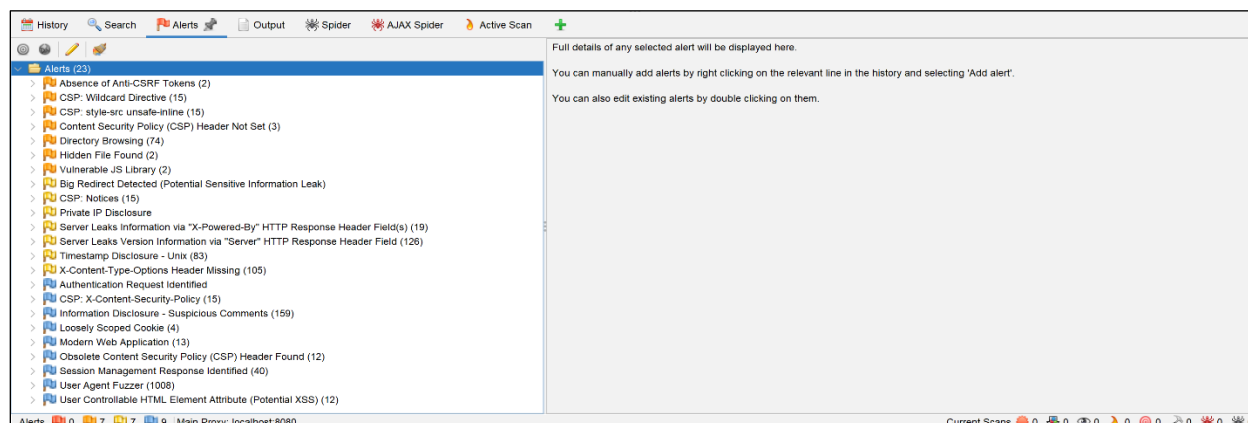 History Search Alerts Output Spider AJAX Spider Active Scan
Alerts (23)
Absence of Anti-CSRF Tokens (2)
CSP: Wildcard Directive (15)
CSP: style-src unsafe-inline (15)
Content Security Policy (CSP) Header Not Set (3)
Directory Browsing (74)
Hidden File Found (2)
Vulnerable JS Library (2)
Big Redirect Detected (Potential Sensitive Information Leak)
CSP: Notices (15)
Private IP Disclosure
Server Leaks Information via "X-Powered-By" HTTP Response Header Field(s) (19)
Server Leaks Version Information via "Server" HTTP Response Header Field (126)
Timestamp Disclosure - Unix (83)
X-Content-Type-Options Header Missing (105)
Authentication Request Identified
CSP: X-Content-Security-Policy (15)
Information Disclosure - Suspicious Comments (159)
Loosely Scoped Cookie (4)
Modern Web Application (13)
Obsolete Content Security Policy (CSP) Header Found (12)
Session Management Response Identified (40)
User Agent Fuzzer (1008)
User Controllable HTML Element Attribute (Potential XSS) (12)
Full details of any selected alert will be displayed here.
You can manually add alerts by right clicking on the relevant line in the history and selecting 'Add alert'.
You can also edit existing alerts by double clicking on them.
Alerts 0 7 7 9 Main Proxy: localhost:8080 Current Scans 0 0 0 0 0 0 0